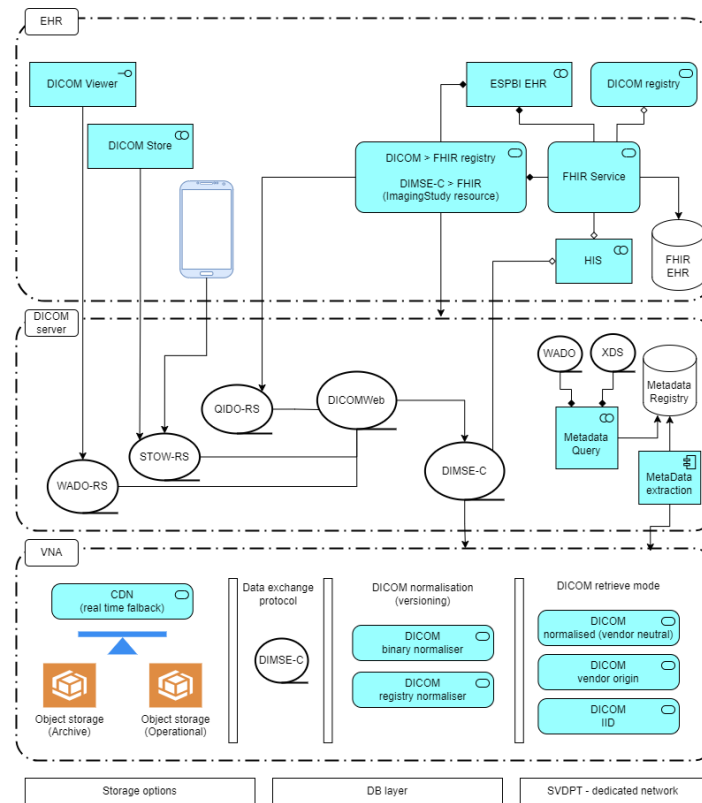 EHR
DICOM Viewer
ESPBI EHR
DICOM registry
DICOM Store
DICOM > FHIR registry
DIMSE-C > FHIR
(ImagingStudy resource)
FHIR Service
HIS
FHIR
EHR
DICOM
server
WADO
XDS
Metadata
Registry
QIDO-RS
DICOMWeb
Metadata
Query
STOW-RS
DIMSE-C
WADO-RS
MetaData
extraction
VNA
CDN
(real time falback)
Object storage
(Archive)
Object storage
(Operational)
Data exchange
protocol
DIMSE-C
DICOM normalisation
(versioning)
DICOM
binary normaliser
DICOM
registry normaliser
DICOM retrieve mode
DICOM
normalised (vendor neutral)
DICOM
vendor origin
DICOM
IID
Storage options
DB layer
SVDPT - dedicated network